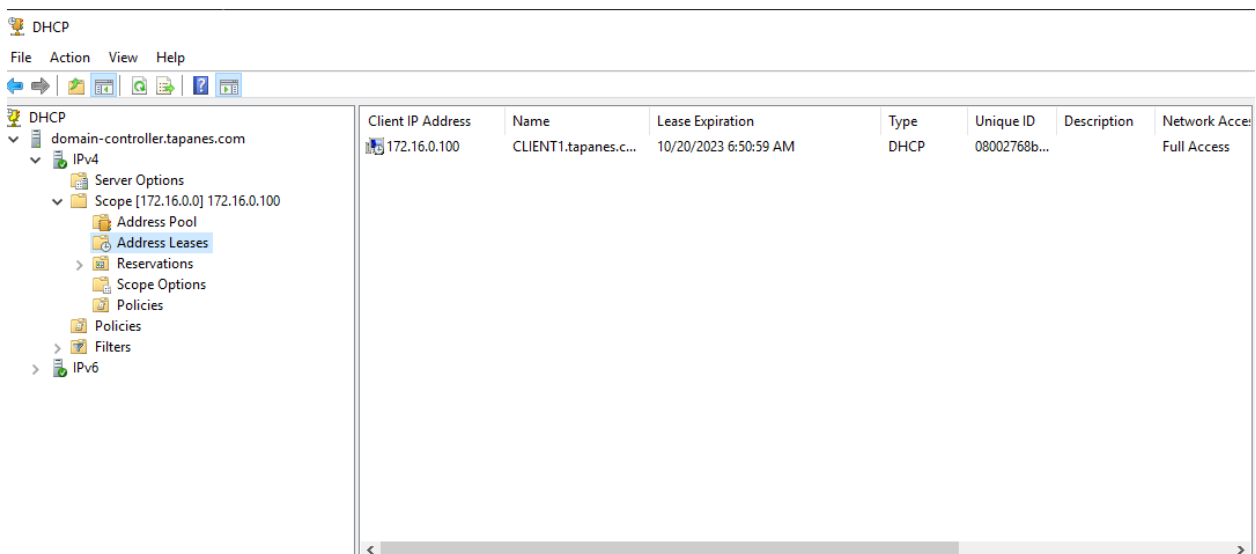 DHCP
File Action View Help
DHCP
domain-controller.tapanes.com
IPv4
Server Options
Scope [172.16.0.0] 172.16.0.100
Address Pool
Address Leases
Reservations
Scope Options
Policies
Policies
Filters
IPv6
Client IP Address Name Lease Expiration Type Unique ID Description Network Acce
172.16.0.100 CLIENT1.tapanes.c... 10/20/2023 6:50:59 AM DHCP 08002768b... Full Access